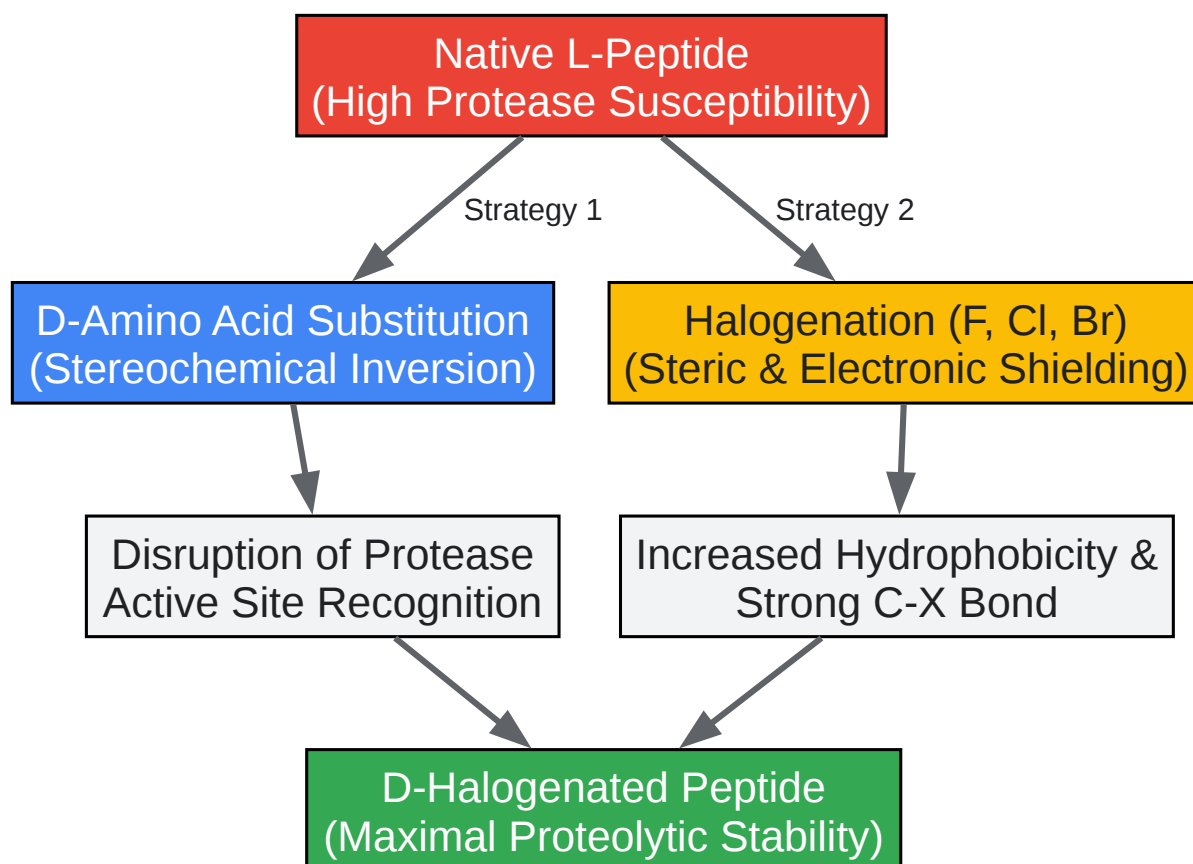 Native L-Peptide
(High Protease Susceptibility)
Strategy 1
Strategy 2
D-Amino Acid Substitution
(Stereochemical Inversion)
Halogenation (F, Cl, Br)
(Steric & Electronic Shielding)
Disruption of Protease
Active Site Recognition
Increased Hydrophobicity &
Strong C-X Bond
D-Halogenated Peptide
(Maximal Proteolytic Stability)